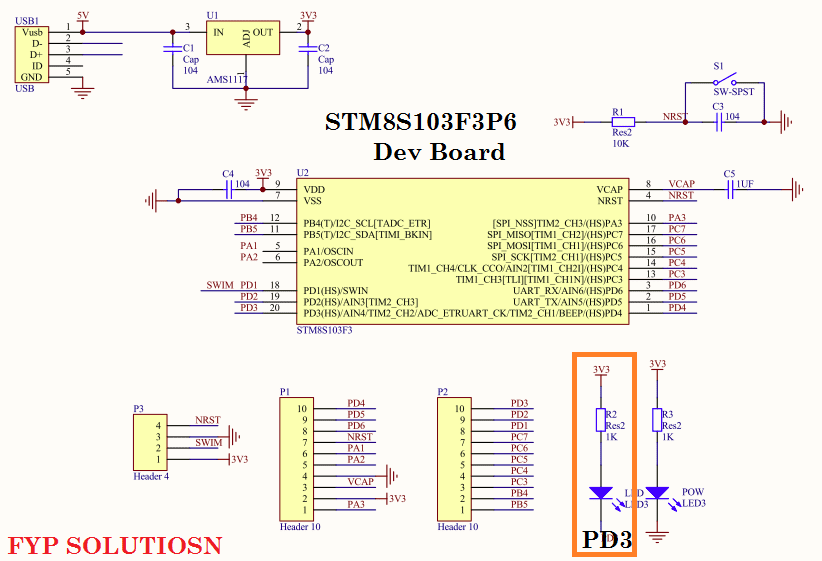 USB1
5V
Vusb 1
D- 2
D+ 3
ID 4
GND 5
USB
U1
3V3
3 IN OUT 2
ADJ
1
AMS1117
C1
Cap
104
C2
Cap
104
STM8S103F3P6
Dev Board
S1
SW-SPST
3V3
R1
Res2
10K
NRST
C3
104
C4
104
3V3
U2
9 VDD
7 VSS
PB4 12 PB4(T)/I2C_SCL[TADC_ETR]
PB5 11 PB5(T)/I2C_SDA[TIMI_BKIN]
PA1 5 PA1/OSCIN
PA2 6 PA2/OSCOUT
SWIM PD1 18 PD1(HS)/SWIN
PD2 19 PD2(HS)/AIN3[TIM2_CH3]
PD3 20 PD3(HS)/AIN4/TIM2_CH2/ADC_ETR
STM8S103F3
VCAP 8 VCAP
NRST 4 NRST
C5
1UF
[SPI_NSS]TIM2_CH3/(HS)PA3 10 PA3
SPI_MISO[TIM1_CH2]/(HS)PC7 17 PC7
SPI_MOSI[TIM1_CH1]/(HS)PC6 16 PC6
SPI_SCK[TIM2_CH1]/(HS)PC5 15 PC5
TIM1_CH4/CLK_CCO/AIN2[TIM1_CH2I]/(HS)PC4 14 PC4
TIM1_CH3[TLI][TIM1_CH1N]/(HS)PC3 13 PC3
UART_RX/AIN6/(HS)PD6 3 PD6
UART_TX/AIN5/(HS)PD5 2 PD5
UART_CK/TIM2_CH1/BEEP/(HS)PD4 1 PD4
P3
4 NRST
3
2 SWIM
1 3V3
Header 4
P1
10 PD4
9 PD5
8 PD6
7 NRST
6 PA1
5 PA2
4
3 VCAP
2 3V3
1 PA3
Header 10
P2
10 PD3
9 PD2
8 PD1
7 PC7
6 PC6
5 PC5
4 PC4
3 PC3
2 PB4
1 PB5
Header 10
3V3
R2
Res2
1K
LED
LED3
PD3
3V3
R3
Res2
1K
POW
LED3
FYP SOLUTIOSN